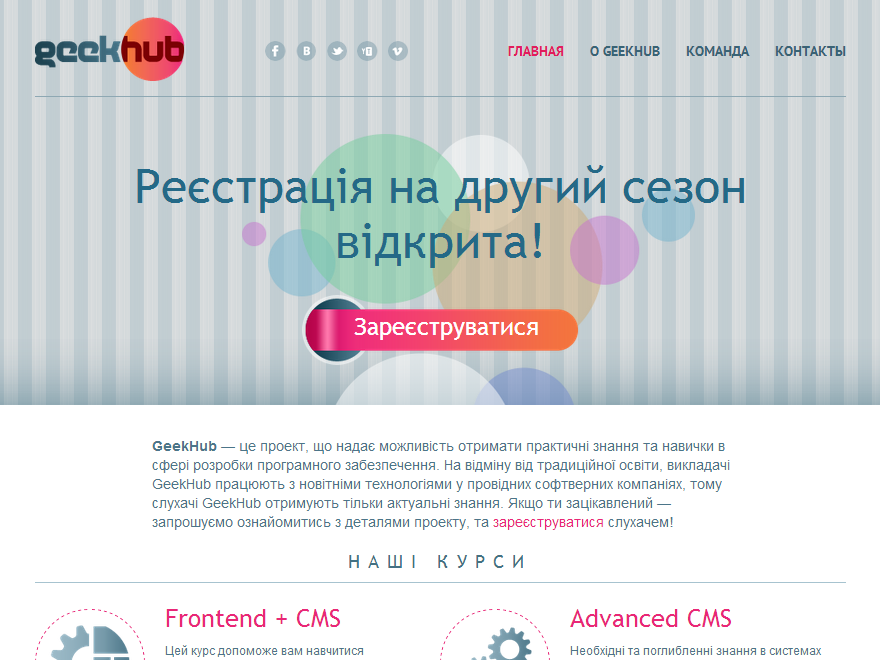 geekhub
ГЛАВНАЯ О GEEKHUB КОМАНДА КОНТАКТЫ
Реєстрація на другий сезон
відкрита!
Зареєструватися
GeekHub — це проект, що надає можливість отримати практичні знання та навички в
сфері розробки програмного забезпечення. На відміну від традиційної освіти, викладачі
GeekHub працюють з новітніми технологіями у провідних софтверних компаніях, тому
слухачі GeekHub отримують тільки актуальні знання. Якщо ти зацікавлений —
запрошуємо ознайомитись з деталями проекту, та зареєструватися слухачем!
НАШІ КУРСИ
Frontend + CMS Advanced CMS
Цей курс допоможе вам навчитися Необхідні та поглибленні знання в системах